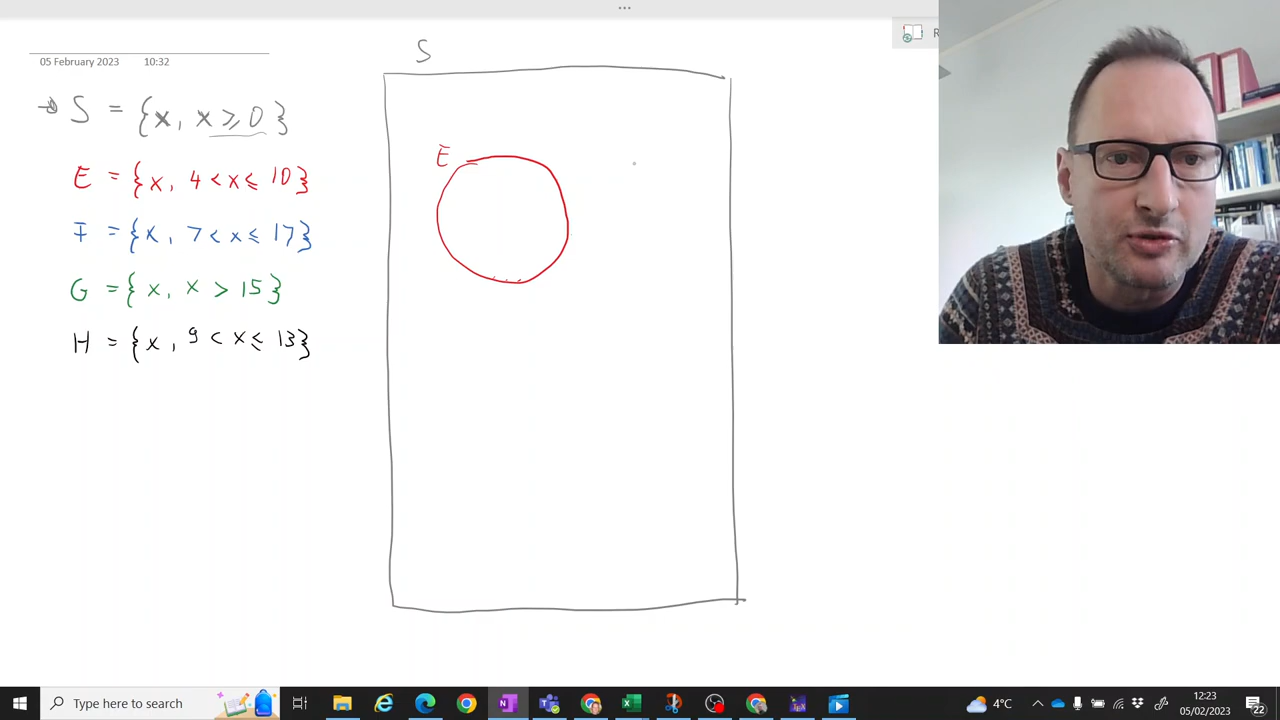 S
R
05 February 2023 10:32
S = {x, x ≥ 0}
E = {x, 4 < x ≤ 10}
F = {x, 7 < x ≤ 17}
G = {x, x > 15}
H = {x, 9 < x ≤ 13}
E
Type here to search
4°C
12:23
05/02/2023
22